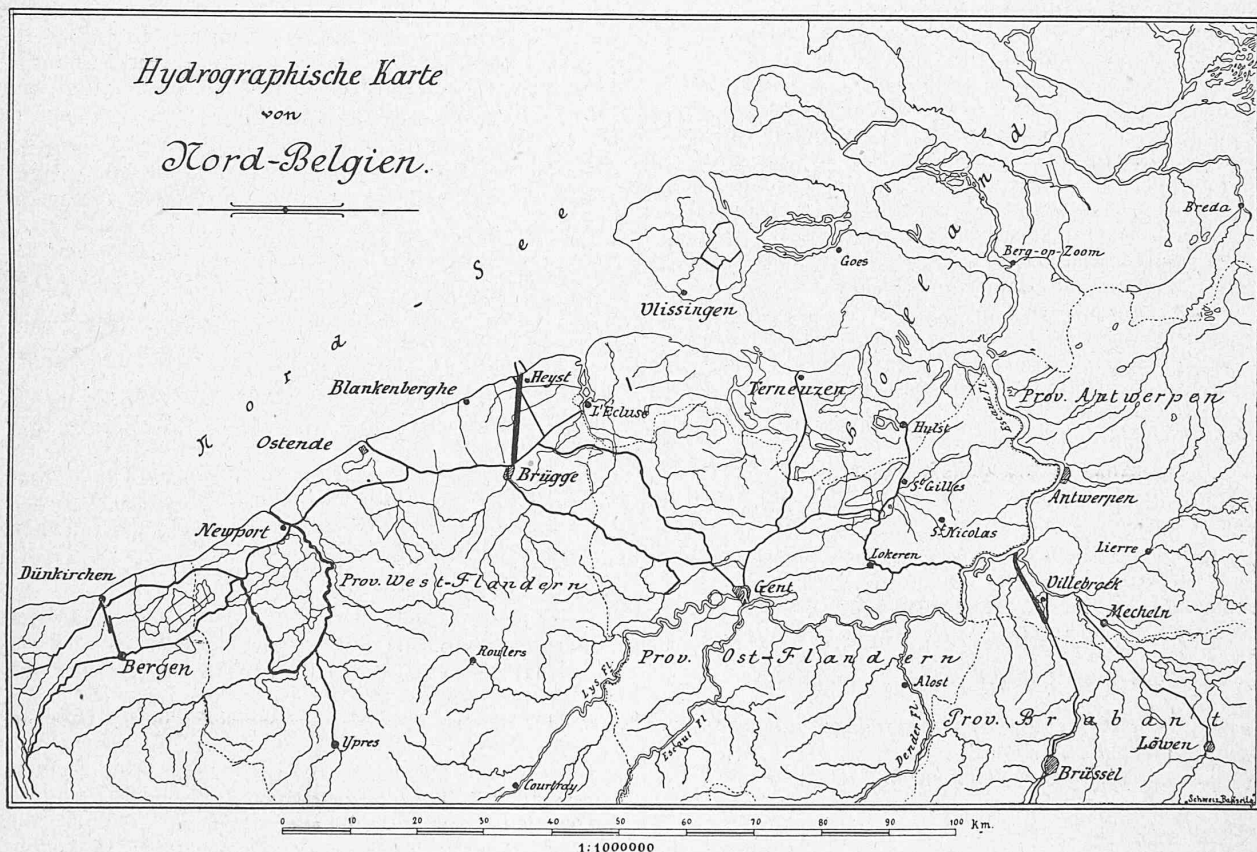 Hydrographische Karte
von
Nord-Belgien.
Nord-See
Holland
Breda
Goes
Berg-op-Zoom
Vlissingen
Heyst
Blankenberghe
L'Ecluse
Terneuzen
Prov. Antwerpen
Hulst
Ostende
Brügge
St Gilles
Antwerpen
Newport
St Nicolas
Lokeren
Lierre
Dünkirchen
Prov. West-Flandern
Gent
Villebroek
Mecheln
Bergen
Roulers
Prov. Ost-Flandern
Lys Fl.
Alost
Prov. Brabant
Escaut Fl
Dender Fl.
Ypres
Löwen
Brüssel
Courtray
0 10 20 30 40 50 60 70 80 90 100 Km.
1:1000000